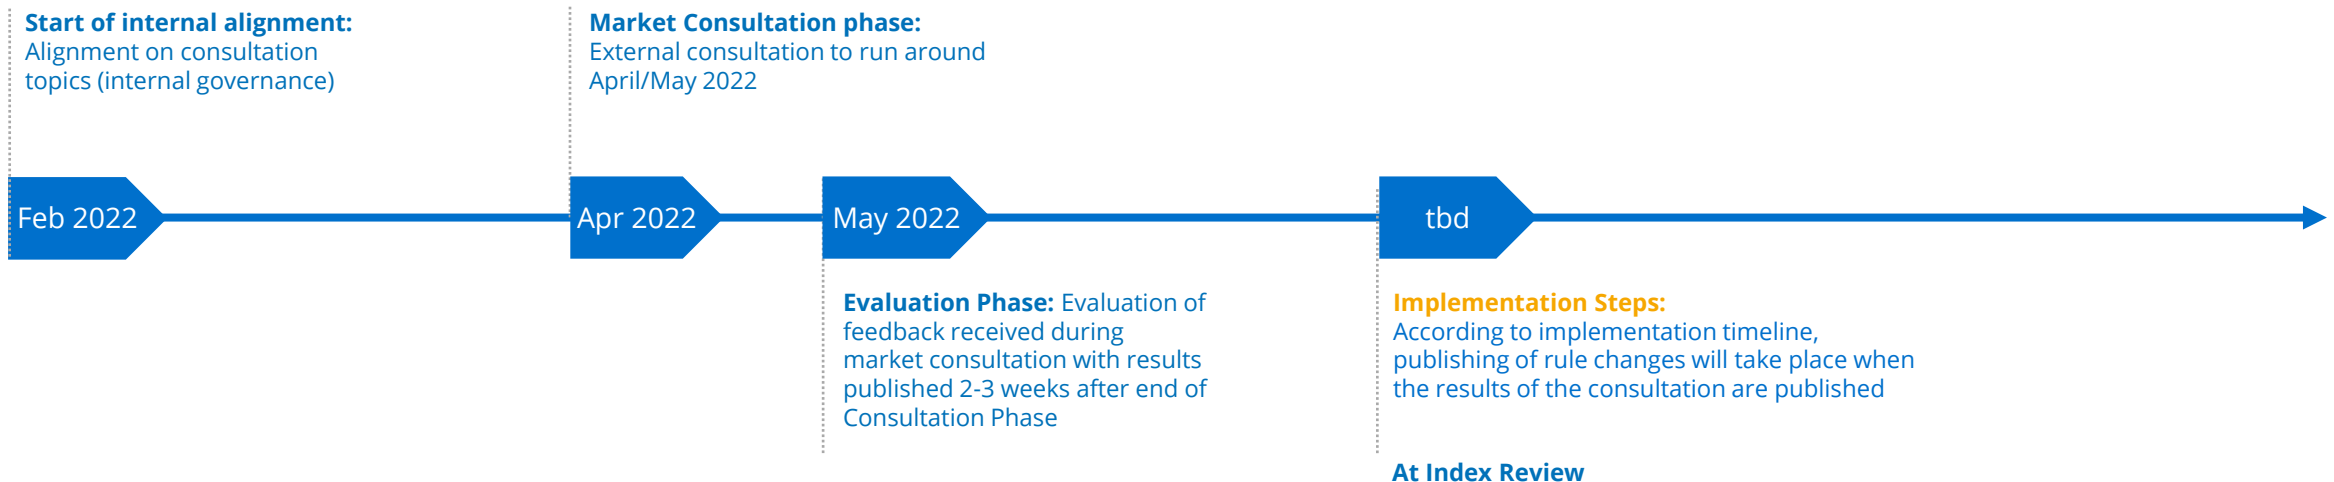 Start of internal alignment:
Alignment on consultation
topics (internal governance)
Market Consultation phase:
External consultation to run around
April/May 2022
Feb 2022
Apr 2022
May 2022
tbd
Evaluation Phase: Evaluation of
feedback received during
market consultation with results
published 2-3 weeks after end of
Consultation Phase
Implementation Steps:
According to implementation timeline,
publishing of rule changes will take place when
the results of the consultation are published
At Index Review